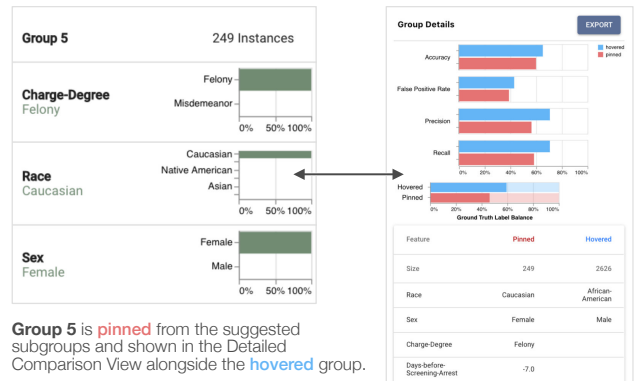 Group 5 249 Instances
Charge-Degree
Felony
Felony
Misdemeanor
0% 50% 100%
Race
Caucasian
Caucasian
Native American
Asian
0% 50% 100%
Sex
Female
Female
Male
0% 50% 100%
Group 5 is pinned from the suggested
subgroups and shown in the Detailed
Comparison View alongside the hovered group.
Group Details EXPORT
hovered
pinned
Accuracy
False Positive Rate
Precision
Recall
0% 20% 40% 60% 80% 100%
Hovered
Pinned
0% 20% 40% 60% 80% 100%
Ground Truth Label Balance
Feature Pinned Hovered
Size 249 2626
Race Caucasian African-
American
Sex Female Male
Charge-Degree Felony
Days-before-
Screening-Arrest -7.0